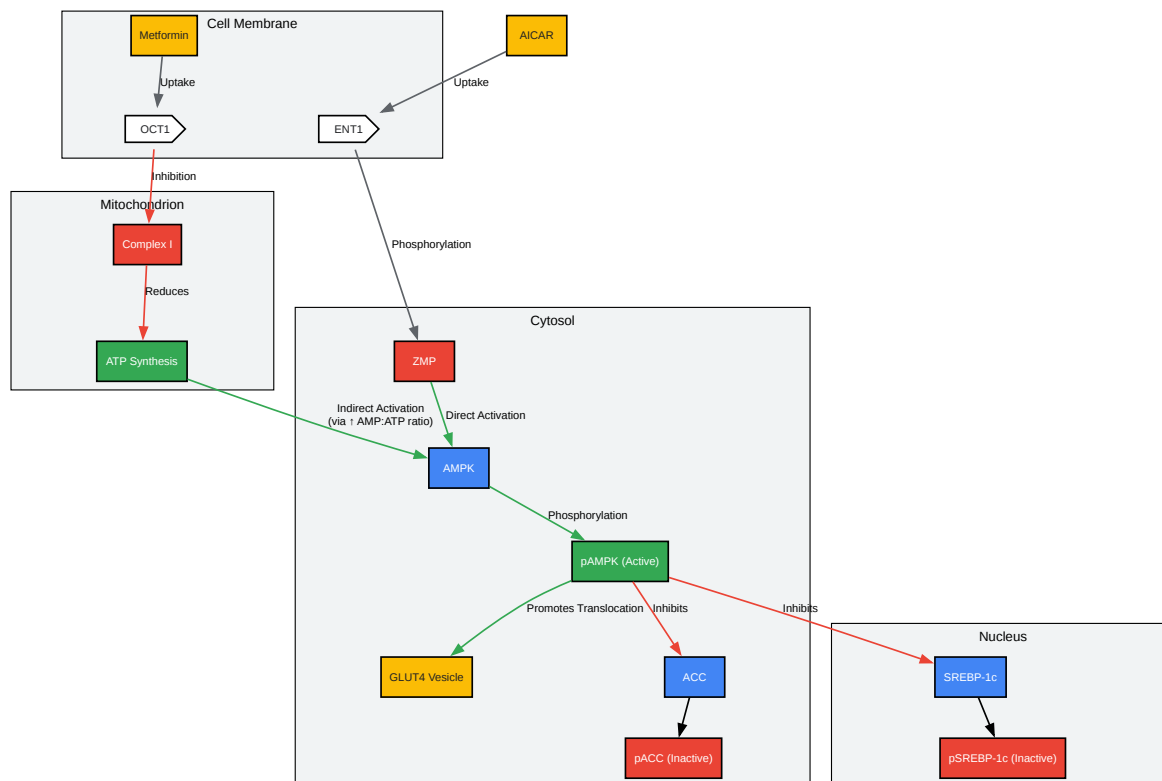 Cell Membrane
Metformin
AICAR
Uptake
Uptake
OCT1
ENT1
Inhibition
Mitochondrion
Complex I
Phosphorylation
Reduces
Cytosol
ATP Synthesis
ZMP
Indirect Activation
(via ↑ AMP:ATP ratio)
Direct Activation
AMPK
Phosphorylation
pAMPK (Active)
Promotes Translocation
Inhibits
Inhibits
Nucleus
GLUT4 Vesicle
ACC
SREBP-1c
pACC (Inactive)
pSREBP-1c (Inactive)